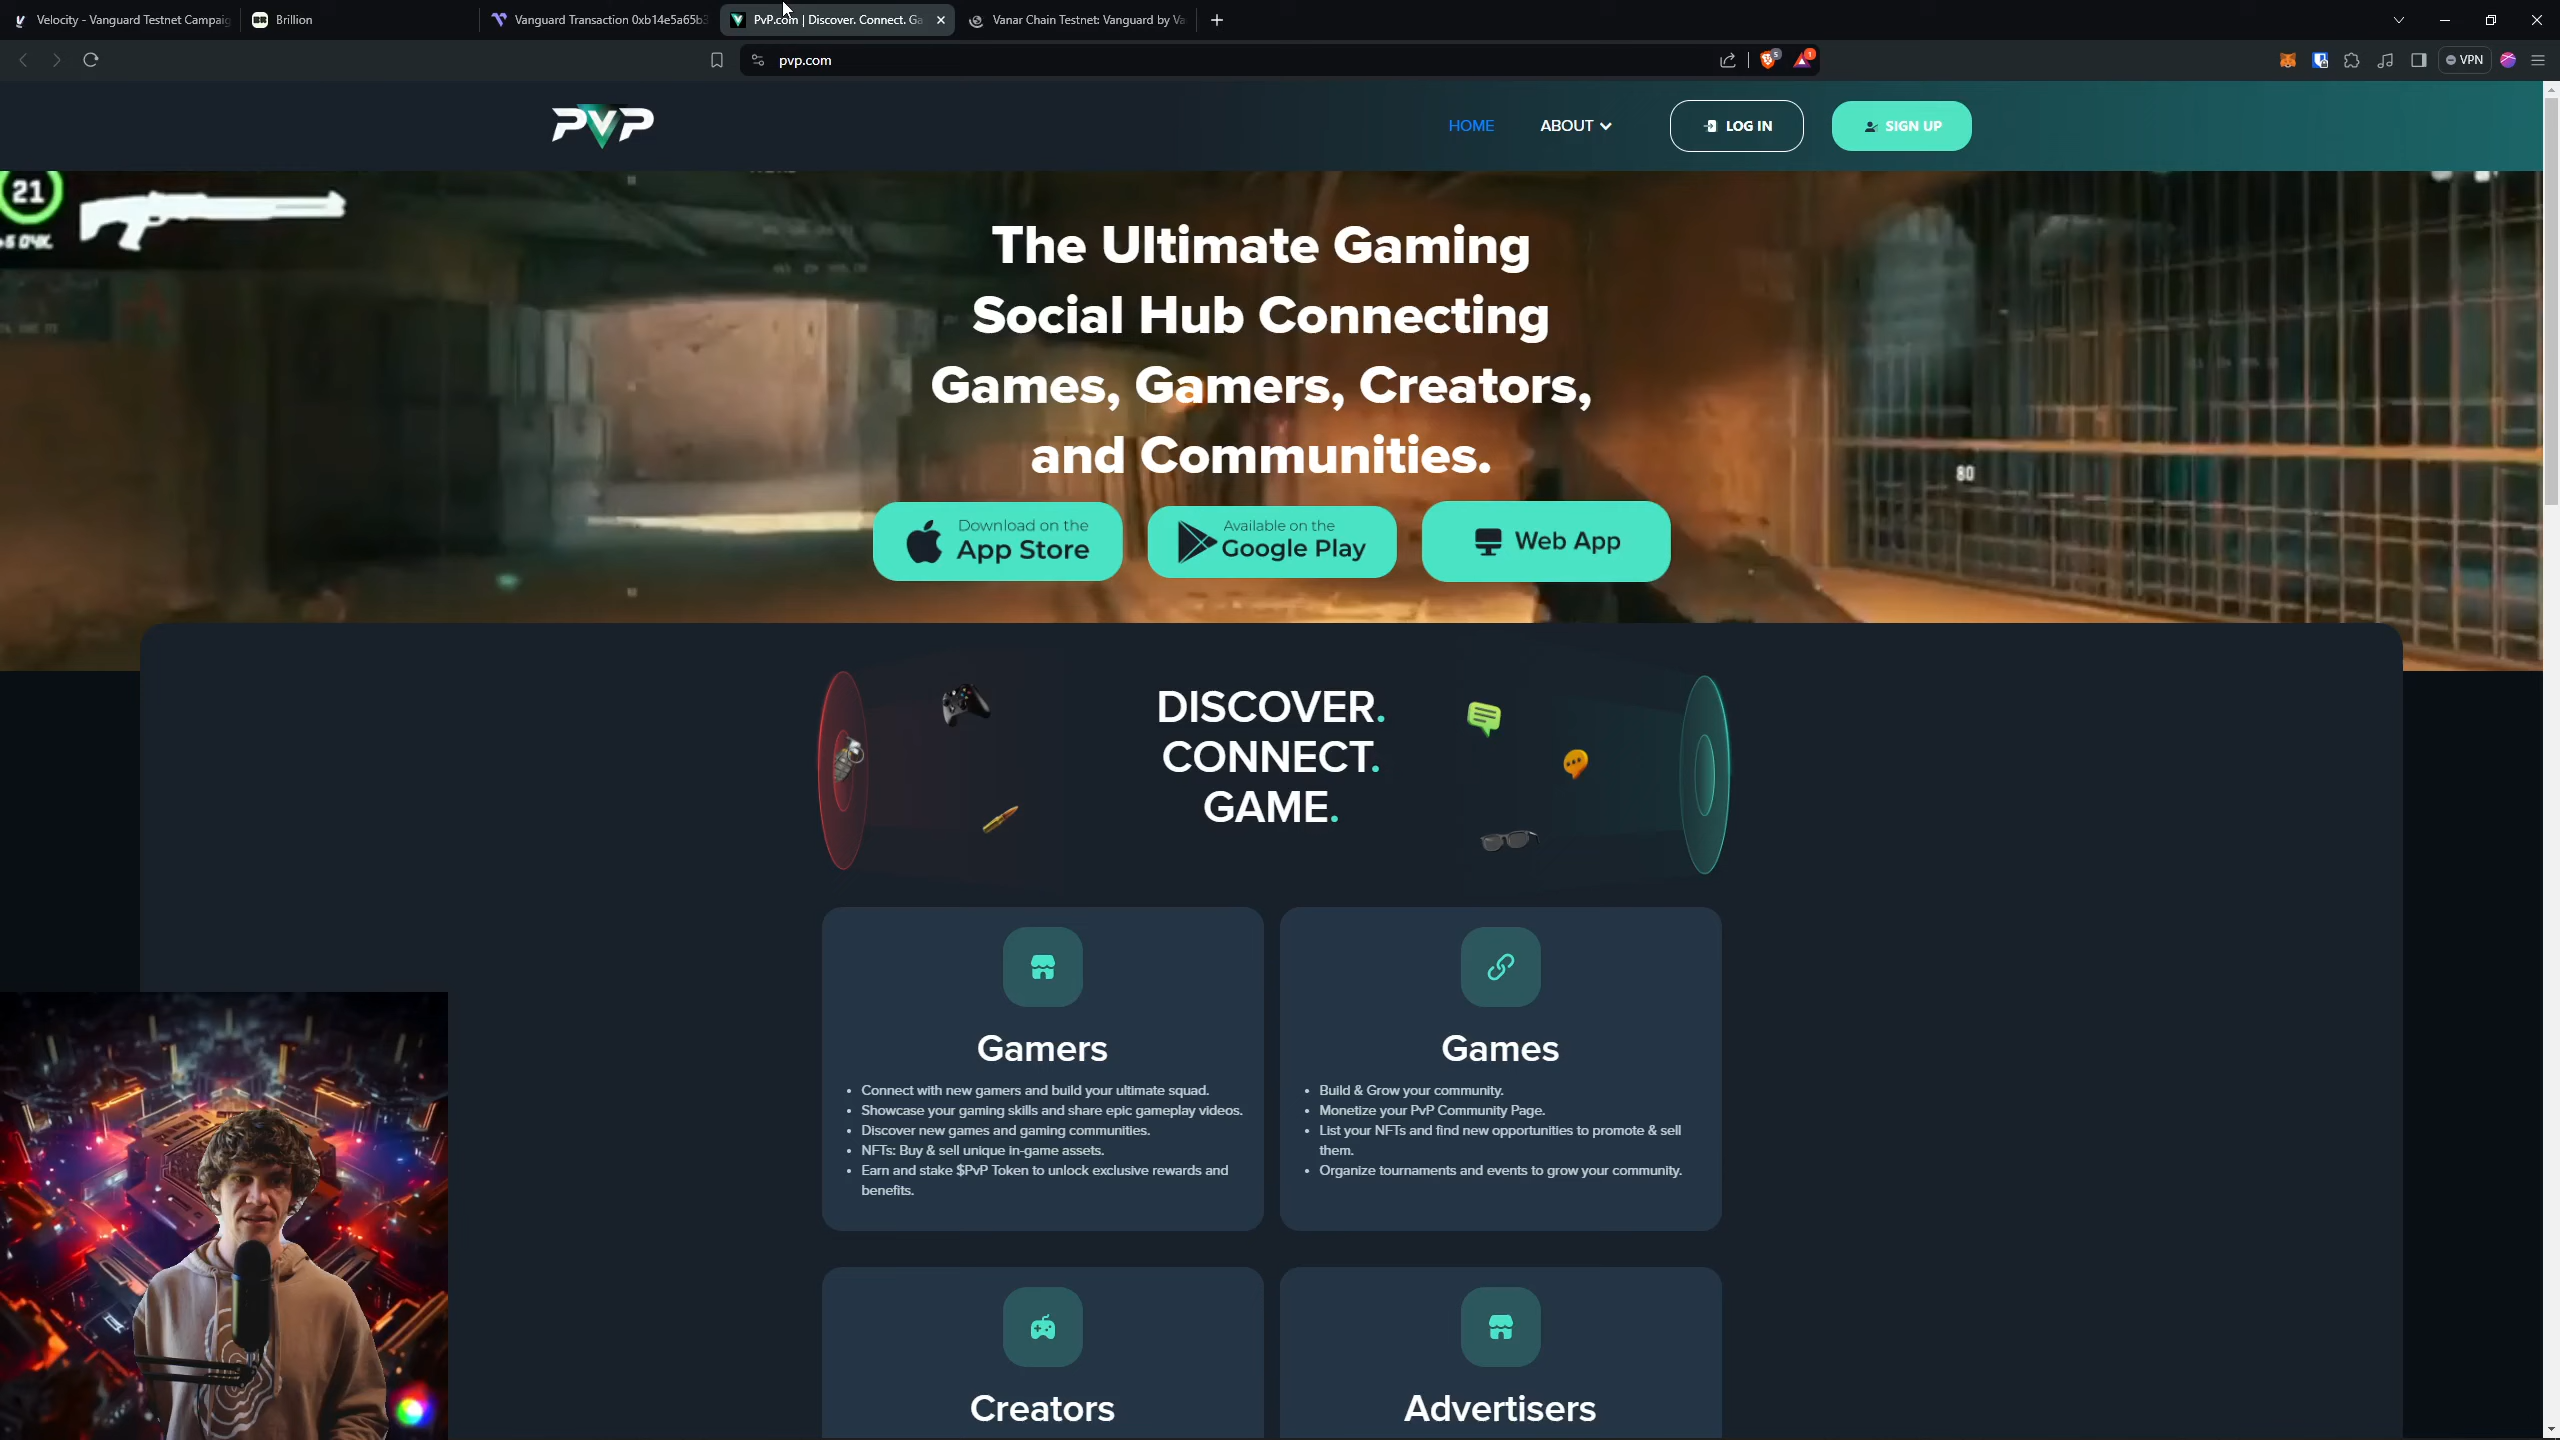 Velocity - Vanguard Testnet Campaig
Brillion
Vanguard Transaction 0xb14e5a65b3
PvP.com | Discover. Connect. Ga
Vanar Chain Testnet: Vanguard by Va
pvp.com
5
1
VPN
PVP
HOME
ABOUT
LOG IN
SIGN UP
21
The Ultimate Gaming
Social Hub Connecting
Games, Gamers, Creators,
and Communities.
80
Download on the
App Store
Available on the
Google Play
Web App
DISCOVER.
CONNECT.
GAME.
Gamers
• Connect with new gamers and build your ultimate squad.
• Showcase your gaming skills and share epic gameplay videos.
• Discover new games and gaming communities.
• NFTs: Buy & sell unique in-game assets.
• Earn and stake $PvP Token to unlock exclusive rewards and
benefits.
Games
• Build & Grow your community.
• Monetize your PvP Community Page.
• List your NFTs and find new opportunities to promote & sell
them.
• Organize tournaments and events to grow your community.
Creators
Advertisers